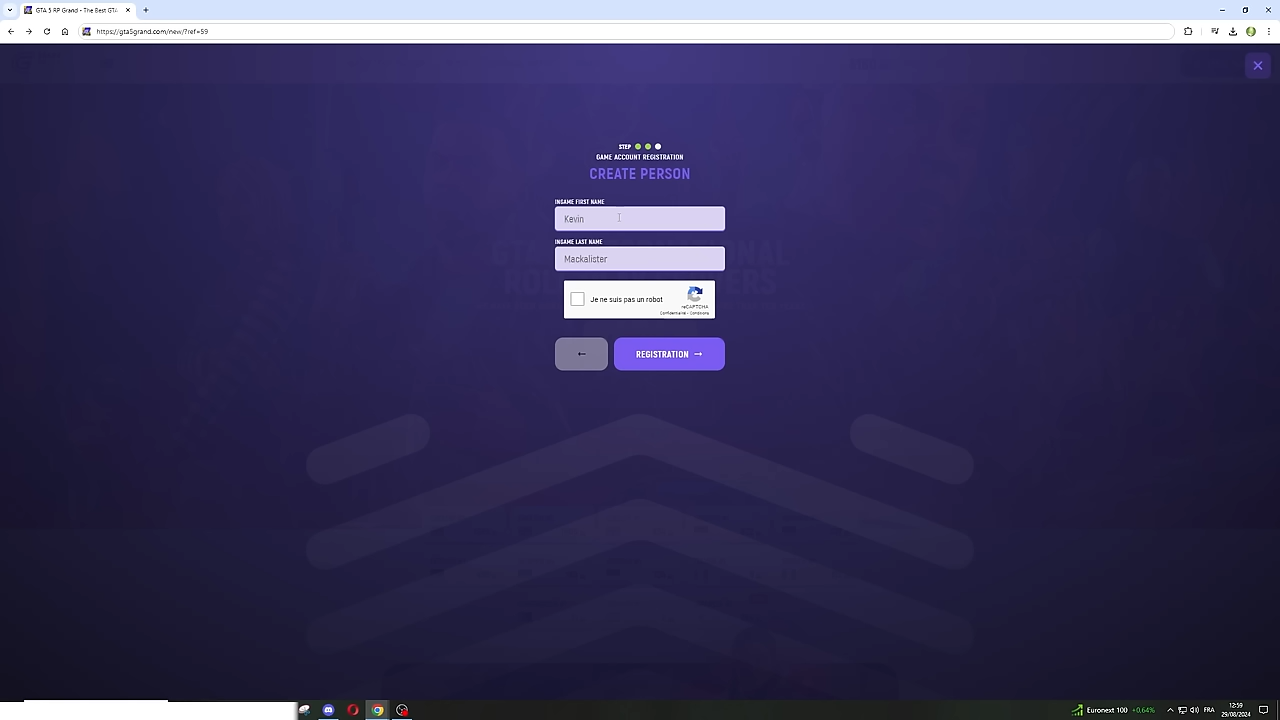 GTA 5 RP Grand - The Best GTA
https://gta5grand.com/new/?ref=59
STEP
GAME ACCOUNT REGISTRATION
CREATE PERSON
INGAME FIRST NAME
Kevin
INGAME LAST NAME
Mackalister
Je ne suis pas un robot
reCAPTCHA
Confidentialité - Conditions
← REGISTRATION →
Euronext 100 +0,64% FRA
12:59
29/08/2024